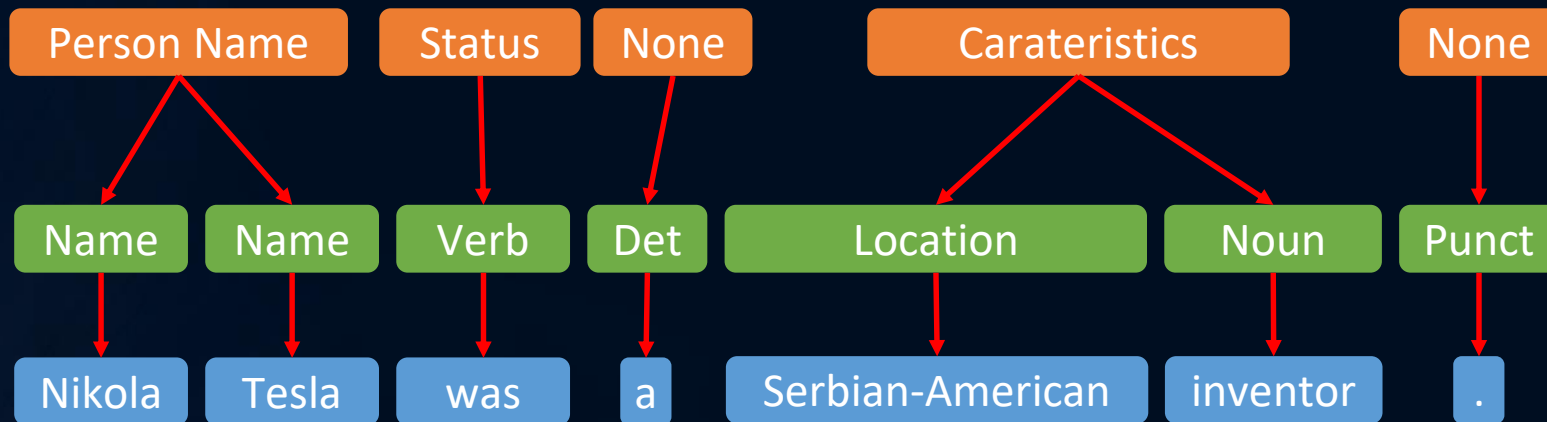 Person Name Status None Carateristics None
Name Name Verb Det Location Noun Punct
Nikola Tesla was a Serbian-American inventor .